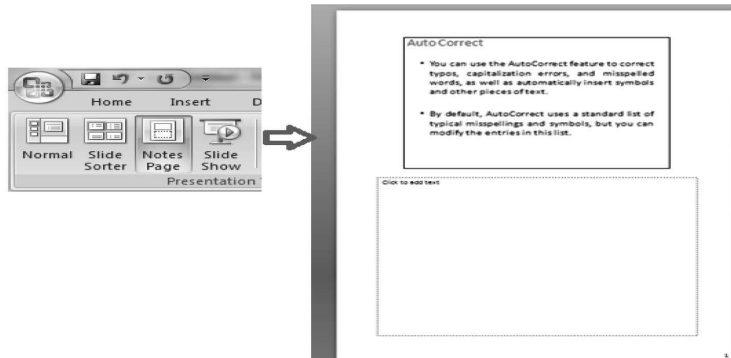 Home Insert D
Normal Slide Notes Slide
Sorter Page Show
Presentation
Auto Correct
• You can use the AutoCorrect feature to correct
typos, capitalization errors, and misspelled
words, as well as automatically insert symbols
and other pieces of text.
• By default, AutoCorrect uses a standard list of
typical misspellings and symbols, but you can
modify the entries in this list.
Click to add text
1